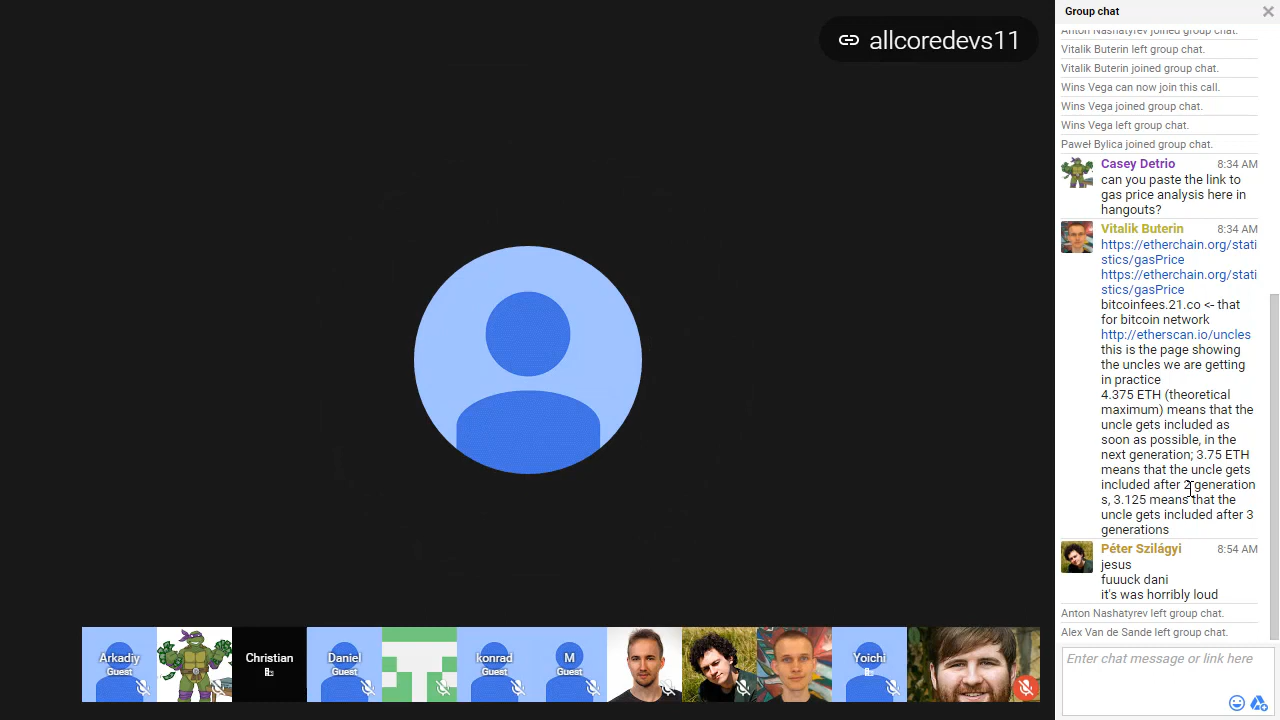 allcoredevs11
Group chat
Anton Nashatyrev joined group chat.
Vitalik Buterin left group chat.
Vitalik Buterin joined group chat.
Wins Vega can now join this call.
Wins Vega joined group chat.
Wins Vega left group chat.
Paweł Bylica joined group chat.
Casey Detrio 8:34 AM
can you paste the link to
gas price analysis here in
hangouts?
Vitalik Buterin 8:34 AM
https://etherchain.org/stati
stics/gasPrice
https://etherchain.org/stati
stics/gasPrice
bitcoinfees.21.co <- that
for bitcoin network
http://etherscan.io/uncles
this is the page showing
the uncles we are getting
in practice
4.375 ETH (theoretical
maximum) means that the
uncle gets included as
soon as possible, in the
next generation; 3.75 ETH
means that the uncle gets
included after 2 generation
s, 3.125 means that the
uncle gets included after 3
generations
Péter Szilágyi 8:54 AM
jesus
fuuuck dani
it's was horribly loud
Anton Nashatyrev left group chat.
Alex Van de Sande left group chat.
Enter chat message or link here
Arkadiy
Guest
Christian
Danie
Guest
konrad
Guest
M
Guest
Yoichi